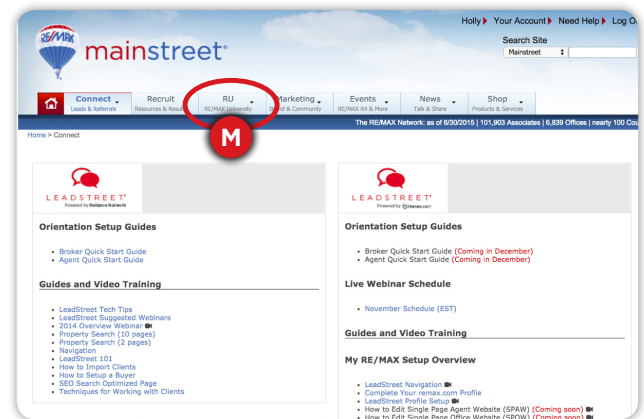 Holly Your Account Need Help Log O
Search Site
RE/MAX
mainstreet
Mainstreet
Connect
Leads & Referrals
Recruit
Resources & Resul
RU
RE/MAX University
Marketing
& Community
Events
RE/MAX R4 & More
News
Talk & Share
Shop
Products & Services
The RE/MAX Network: as of 6/30/2015 | 101,903 Associates | 6,839 Offices | nearly 100 Cou
M
Home > Connect
LEADSTREET
Powered by Reliance Network
Orientation Setup Guides
• Broker Quick Start Guide
• Agent Quick Start Guide
Guides and Video Training
• LeadStreet Tech Tips
• LeadStreet Suggested Webinars
• 2014 Overview Webinar
• Property Search (10 pages)
• Property Search (2 pages)
• Navigation
• LeadStreet 101
• How to Import Clients
• How to Setup a Buyer
• SEO Search Optimized Page
• Techniques for Working with Clients
LEADSTREET
Powered by Homes.com
Orientation Setup Guides
• Broker Quick Start Guide (Coming in December)
• Agent Quick Start Guide (Coming in December)
Live Webinar Schedule
• November Schedule (EST)
Guides and Video Training
My RE/MAX Setup Overview
• LeadStreet Navigation
• Complete Your remax.com Profile
• LeadStreet Profile Setup
• How to Edit Single Page Agent Website (SPAW) (Coming soon)
• How to Edit Single Page Office Website (SPOW) (Coming soon)